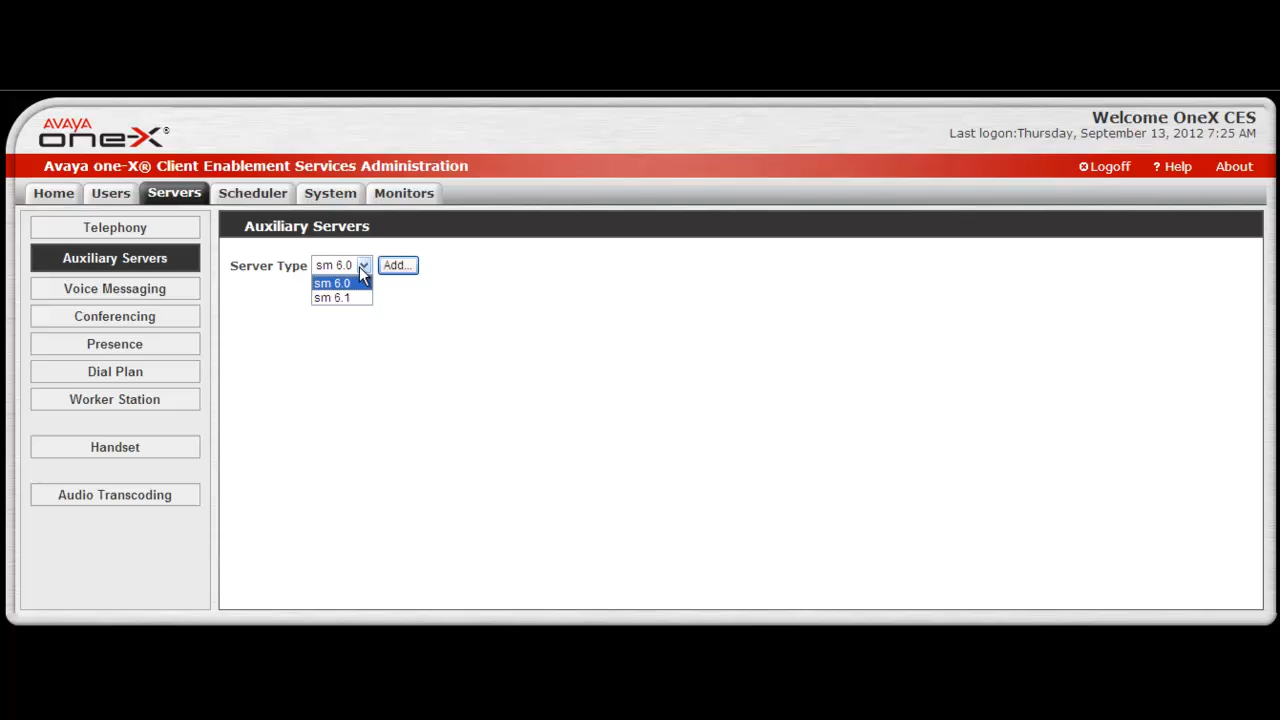 AVAYA
one-X®
Welcome OneX CES
Last logon:Thursday, September 13, 2012 7:25 AM
Avaya one-X® Client Enablement Services Administration
Logoff
? Help
About
Home
Users
Servers
Scheduler
System
Monitors
Telephony
Auxiliary Servers
Voice Messaging
Conferencing
Presence
Dial Plan
Worker Station
Handset
Audio Transcoding
Auxiliary Servers
Server Type
sm 6.0
Add...
sm 6.0
sm 6.1